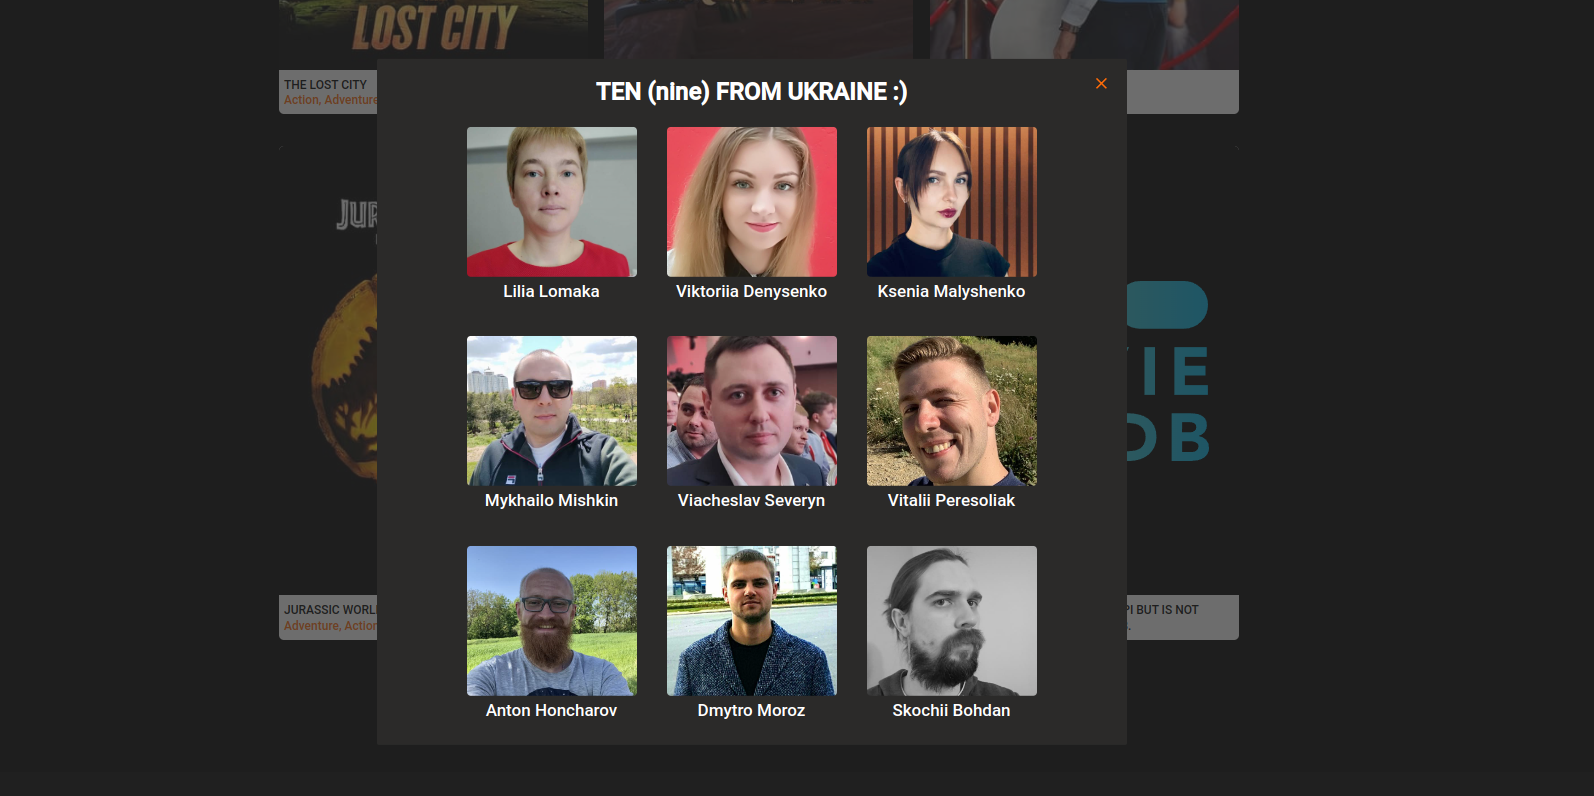 LOST CITY
THE LOST CITY
Action, Adventure
TEN (nine) FROM UKRAINE :)
Lilia Lomaka
Viktoriia Denysenko
Ksenia Malyshenko
JUR
IE
DB
Mykhailo Mishkin
Viacheslav Severyn
Vitalii Peresoliak
JURASSIC WORL
Adventure, Action
PI BUT IS NOT
Anton Honcharov
Dmytro Moroz
Skochii Bohdan